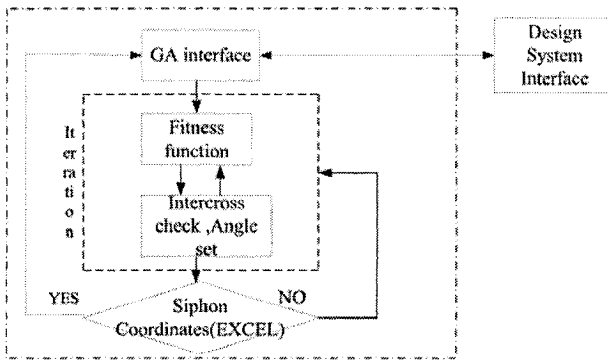 GA interface
Design
System
Interface
It
er
ra
ti
o
n
Fitness
function
Intercross
check ,Angle
set
YES
Siphon
Coordinates(EXCEL)
NO